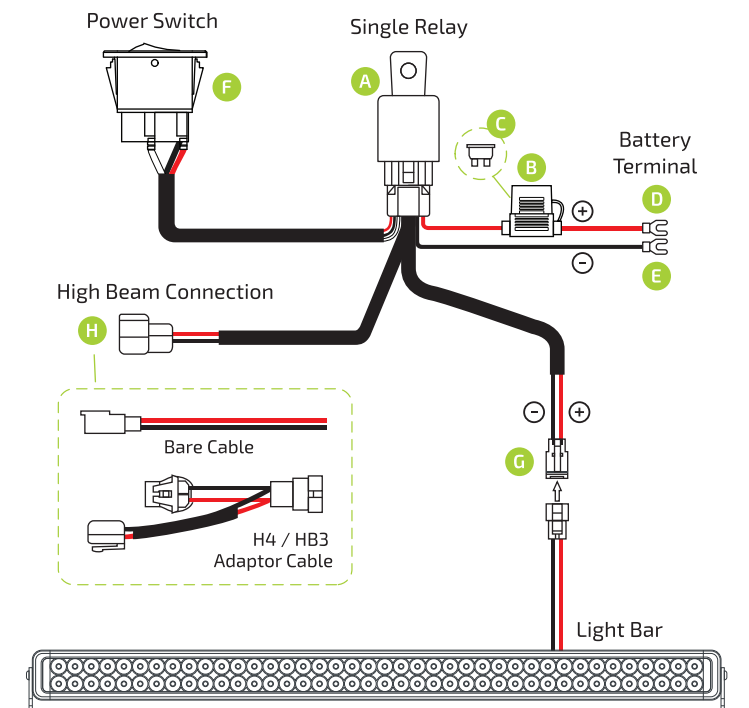 Power Switch
Single Relay
A
F
C
B
Battery
Terminal
+
D
−
E
High Beam Connection
H
Bare Cable
H4 / HB3
Adaptor Cable
− +
G
Light Bar